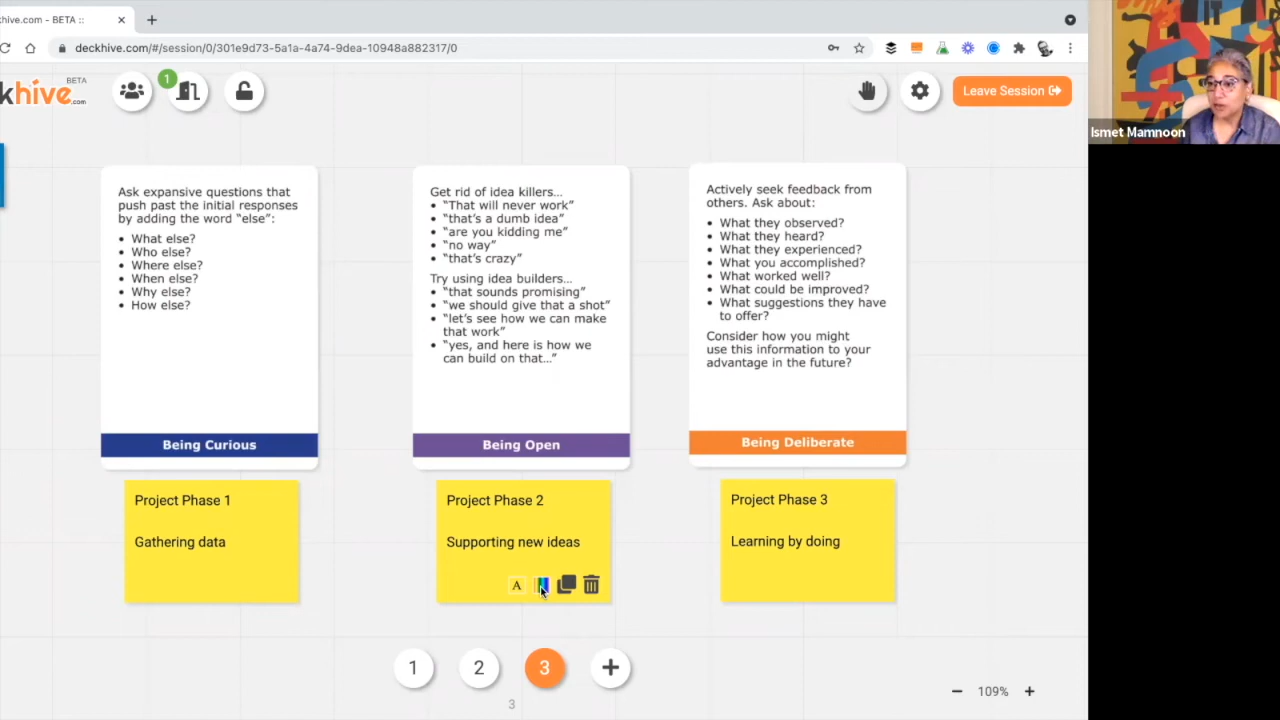 hive.com - BETA ::
deckhive.com/#/session/0/301e9d73-5a1a-4a74-9dea-10948a882317/0
khive.com
BETA
1
Leave Session
Ismet Mamnoon
Ask expansive questions that
push past the initial responses
by adding the word “else”:
• What else?
• Who else?
• Where else?
• When else?
• Why else?
• How else?
Being Curious
Get rid of idea killers...
• “That will never work”
• “that’s a dumb idea”
• “are you kidding me”
• “no way”
• “that’s crazy”
Try using idea builders...
• “that sounds promising”
• “we should give that a shot”
• “let’s see how we can make
that work”
• “yes, and here is how we
can build on that...”
Being Open
Actively seek feedback from
others. Ask about:
• What they observed?
• What they heard?
• What they experienced?
• What you accomplished?
• What worked well?
• What could be improved?
• What suggestions they have
to offer?
Consider how you might
use this information to your
advantage in the future?
Being Deliberate
Project Phase 1
Gathering data
Project Phase 2
Supporting new ideas
A
Project Phase 3
Learning by doing
1
2
3
+
3
− 109% +